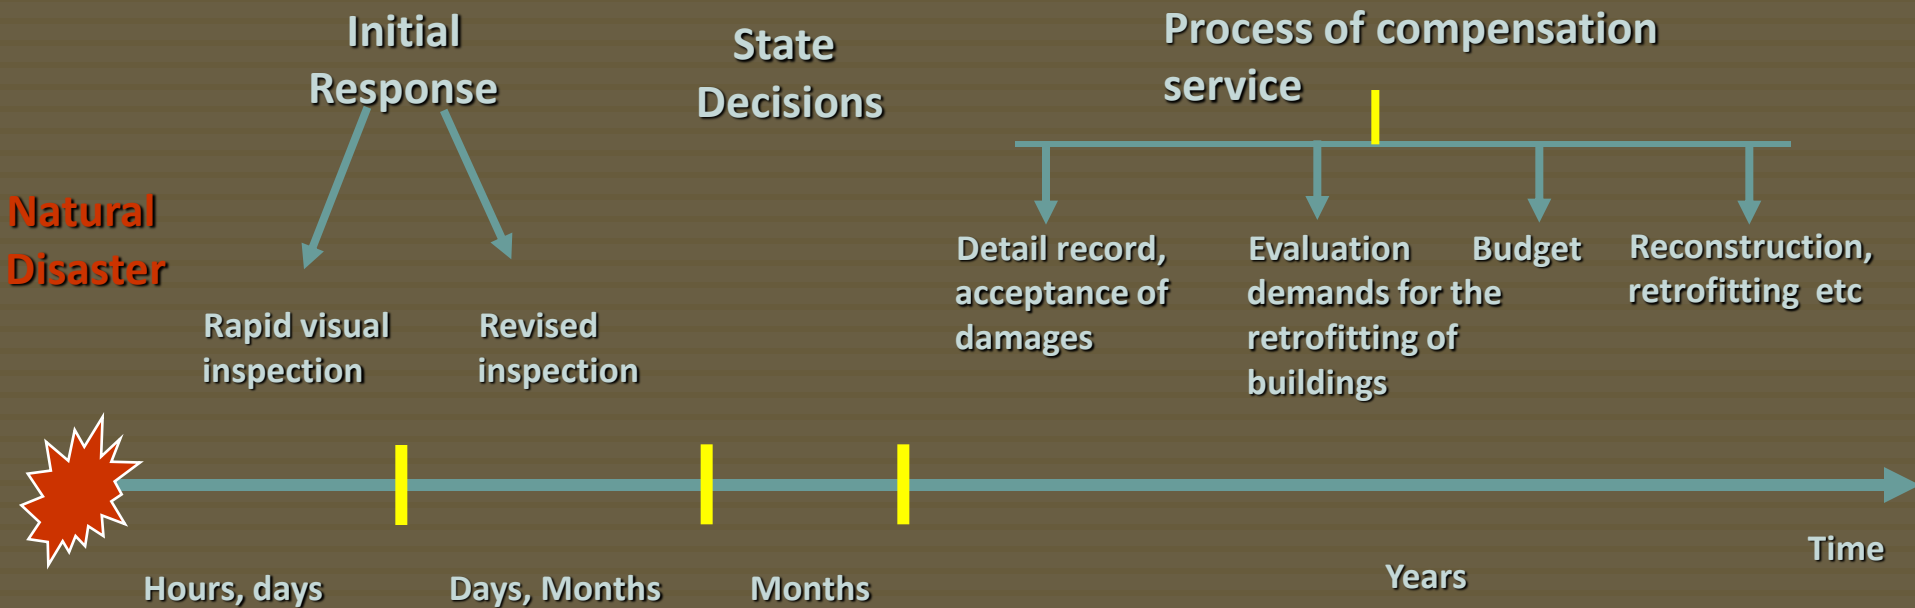 Initial
Response
State
Decisions
Process of compensation
service
Natural
Disaster
Rapid visual
inspection
Revised
inspection
Detail record,
acceptance of
damages
Evaluation
demands for the
retrofitting of
buildings
Budget
Reconstruction,
retrofitting etc
Time
Hours, days
Days, Months
Months
Years